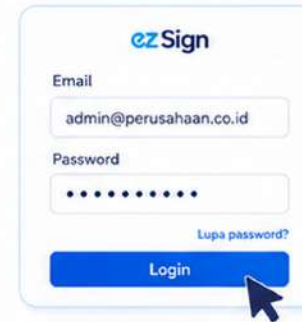 ezSign
Email
admin@perusahaan.co.id
Password
••••••••••
Lupa password?
Login